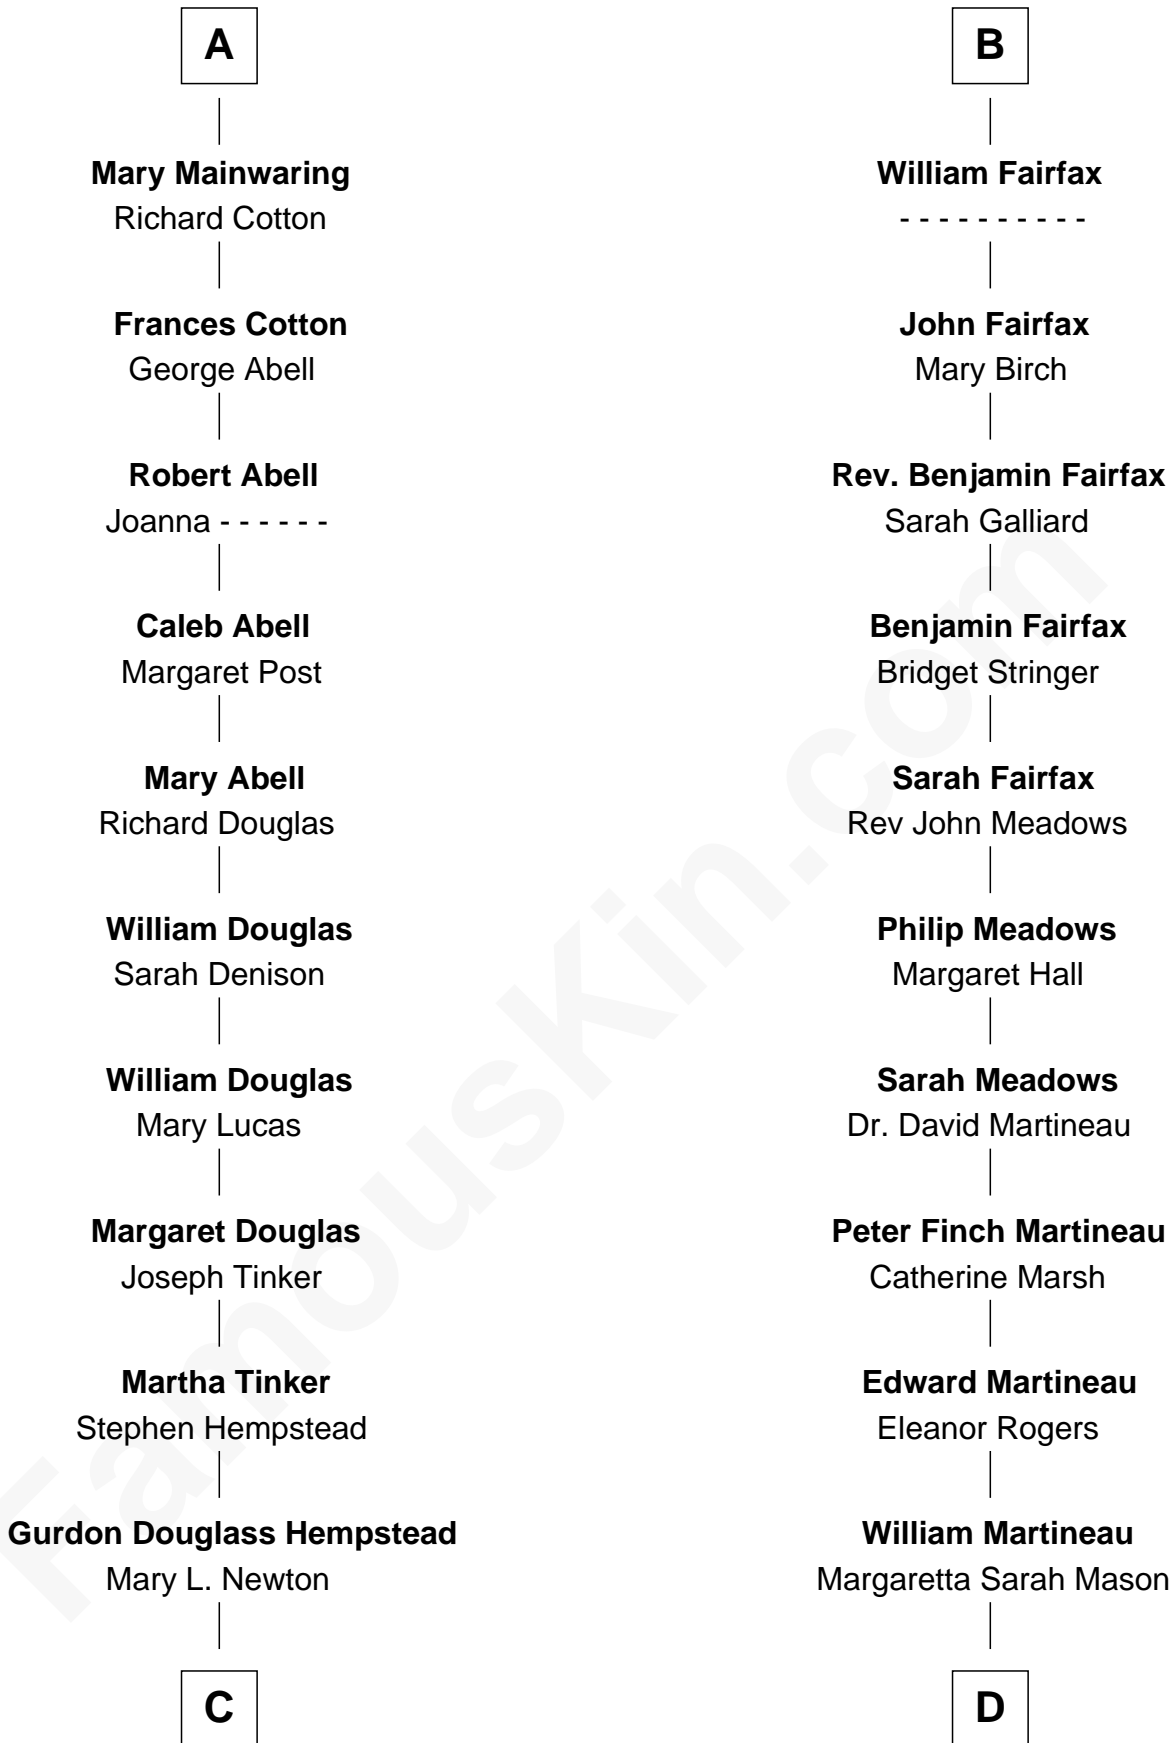 A
Mary Mainwaring
Richard Cotton
Frances Cotton
George Abell
Robert Abell
Joanna - - - - - -
Caleb Abell
Margaret Post
Mary Abell
Richard Douglas
William Douglas
Sarah Denison
William Douglas
Mary Lucas
Margaret Douglas
Joseph Tinker
Martha Tinker
Stephen Hempstead
Gurdon Douglass Hempstead
Mary L. Newton
C
B
William Fairfax
- - - - - - - - - -
John Fairfax
Mary Birch
Rev. Benjamin Fairfax
Sarah Galliard
Benjamin Fairfax
Bridget Stringer
Sarah Fairfax
Rev John Meadows
Philip Meadows
Margaret Hall
Sarah Meadows
Dr. David Martineau
Peter Finch Martineau
Catherine Marsh
Edward Martineau
Eleanor Rogers
William Martineau
Margaretta Sarah Mason
D
FamousKin.com